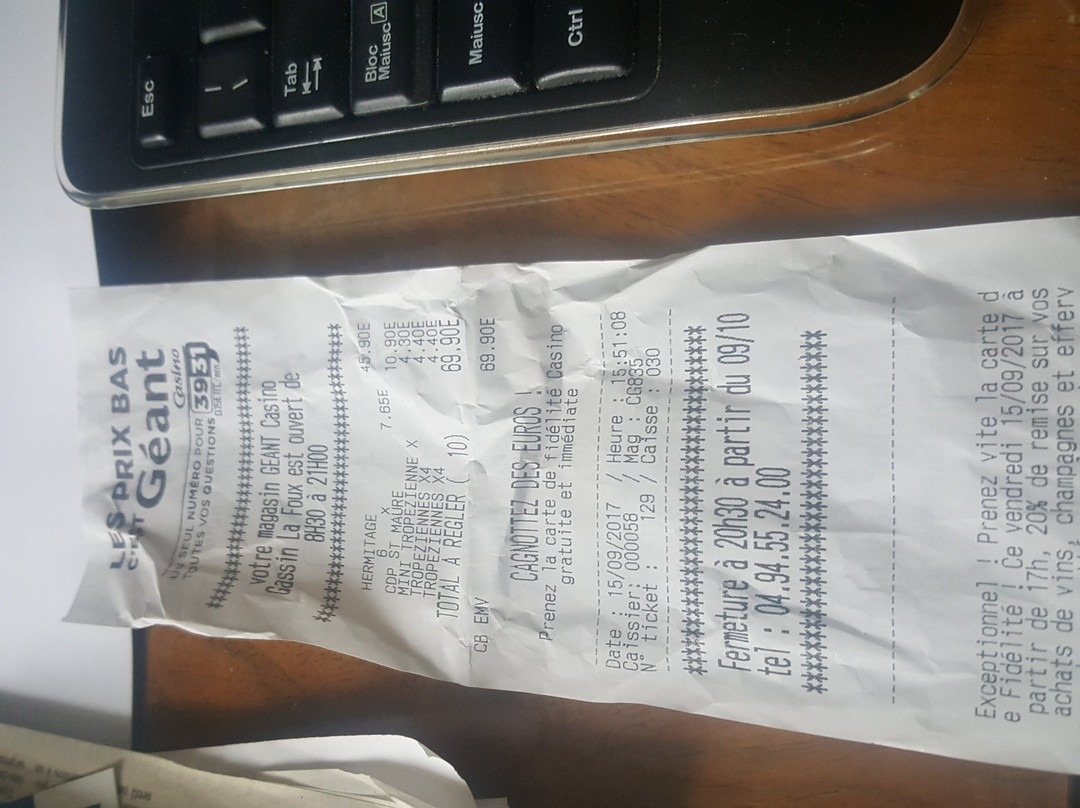 Esc
Tab
Bloc
Maiusc A
Maiusc
Ctrl
LES PRIX BAS
C'EST Géant
Casino
UN SEUL NUMÉRO POUR
TOUTES VOS QUESTIONS 3931
************************************
votre magasin GEANT Casino
Gassin La Foux est ouvert de
8H30 à 21H00
************************************
HERMITAGE
6 x 7.65E 45.90E
CDP ST MAURE 10.90E
MINI TROPEZIENNE X 4.30E
TROPEZIENNES X4 4.40E
TROPEZIENNES X4 4.40E
TOTAL A REGLER ( 10) 69.90E
CB EMV 69.90E
CAGNOTTEZ DES EUROS !
Prenez la carte de fidélité Casino
gratuite et immédiate
Date : 15/09/2017 / Heure : 15:51:08
Caissier: 000068 / Mag : CG835
N° ticket : 129 / Caisse : 030
************************************
Fermeture à 20h30 à partir du 09/10
tel : 04.94.55.24.00
************************************
Exceptionnel ! Prenez vite la carte d
e Fidélité! Ce vendredi 15/09/2017 à
partir de 17h, 20% de remise sur vos
achats de vins, champagnes et efferv